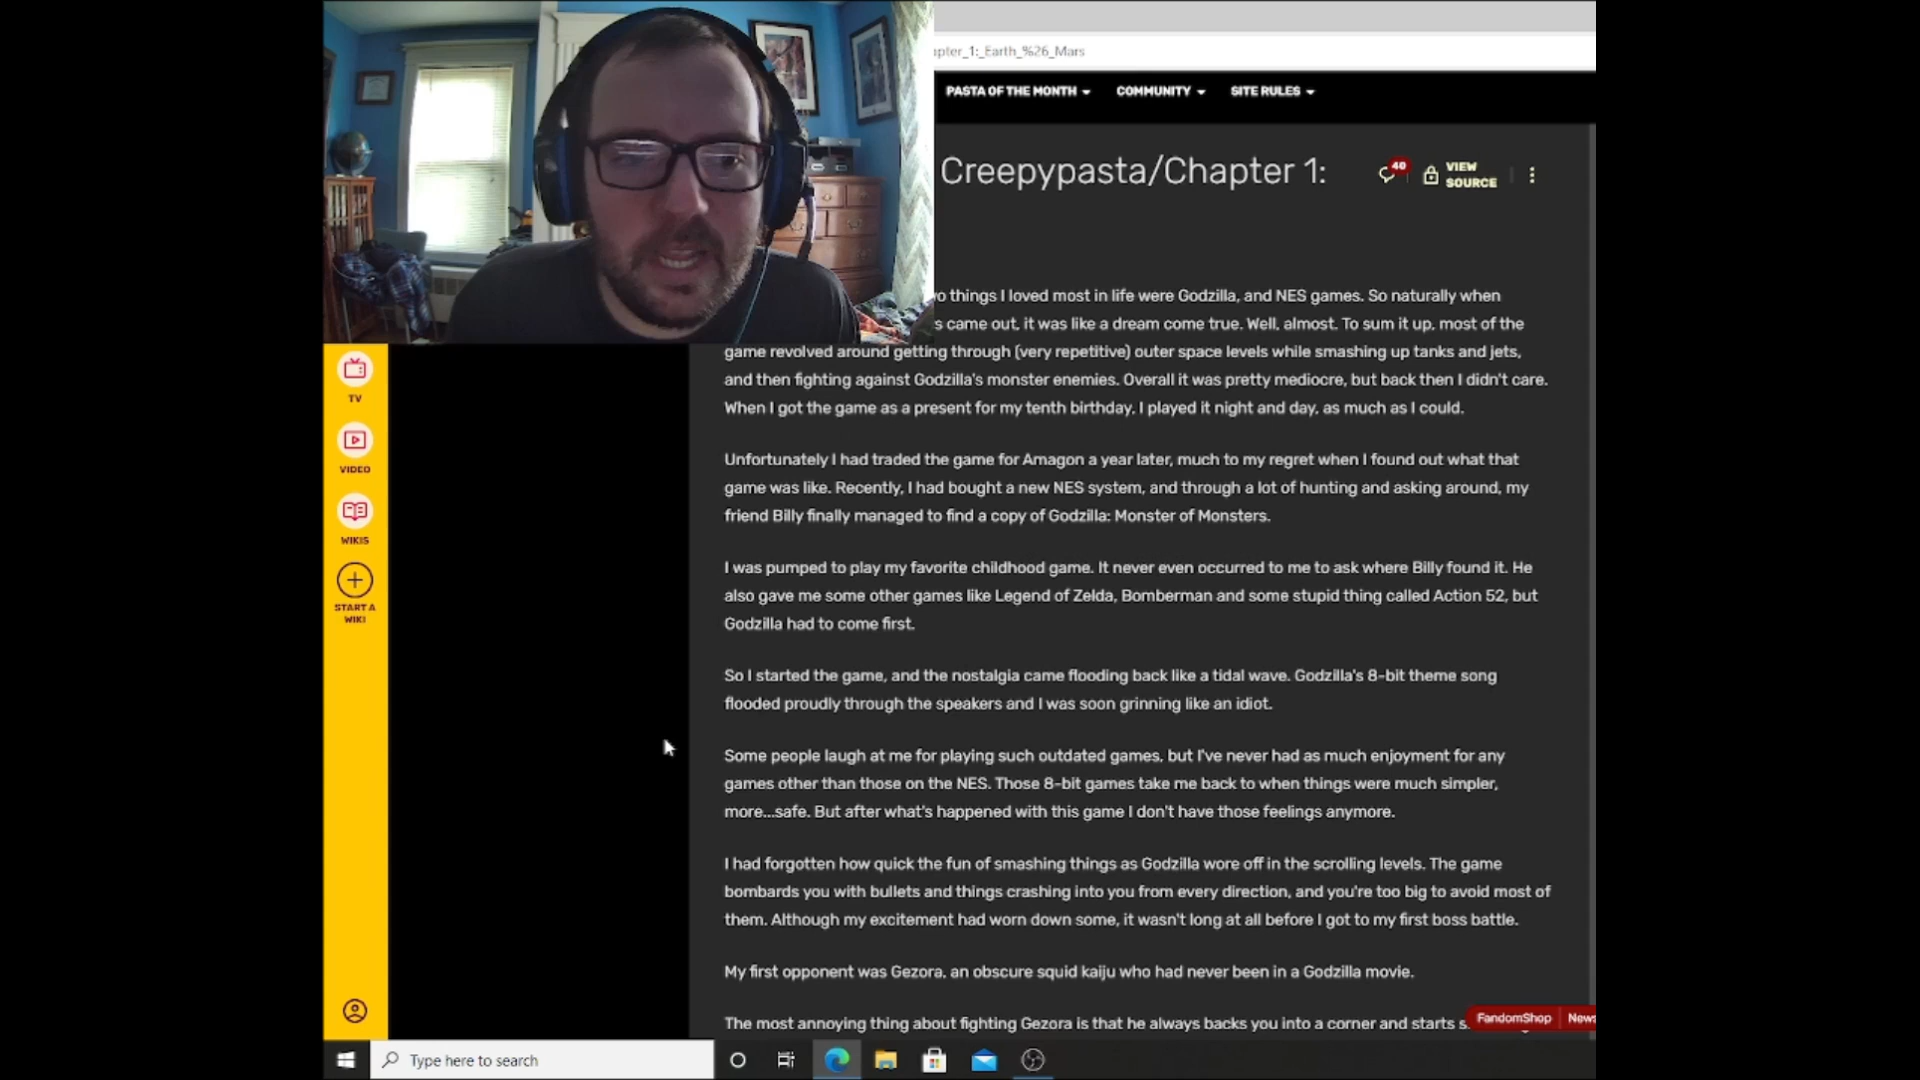 pter_1:_Earth_%26_Mars
PASTA OF THE MONTH
COMMUNITY
SITE RULES
Creepypasta/Chapter 1:
40
VIEW SOURCE
o things I loved most in life were Godzilla, and NES games. So naturally when
s came out, it was like a dream come true. Well, almost. To sum it up, most of the
game revolved around getting through (very repetitive) outer space levels while smashing up tanks and jets,
and then fighting against Godzilla's monster enemies. Overall it was pretty mediocre, but back then I didn't care.
When I got the game as a present for my tenth birthday, I played it night and day, as much as I could.
Unfortunately I had traded the game for Amagon a year later, much to my regret when I found out what that
game was like. Recently, I had bought a new NES system, and through a lot of hunting and asking around, my
friend Billy finally managed to find a copy of Godzilla: Monster of Monsters.
I was pumped to play my favorite childhood game. It never even occurred to me to ask where Billy found it. He
also gave me some other games like Legend of Zelda, Bomberman and some stupid thing called Action 52, but
Godzilla had to come first.
So I started the game, and the nostalgia came flooding back like a tidal wave. Godzilla's 8-bit theme song
flooded proudly through the speakers and I was soon grinning like an idiot.
Some people laugh at me for playing such outdated games, but I've never had as much enjoyment for any
games other than those on the NES. Those 8-bit games take me back to when things were much simpler,
more...safe. But after what's happened with this game I don't have those feelings anymore.
I had forgotten how quick the fun of smashing things as Godzilla wore off in the scrolling levels. The game
bombards you with bullets and things crashing into you from every direction, and you're too big to avoid most of
them. Although my excitement had worn down some, it wasn't long at all before I got to my first boss battle.
My first opponent was Gezora, an obscure squid kaiju who had never been in a Godzilla movie.
The most annoying thing about fighting Gezora is that he always backs you into a corner and starts s
TV
VIDEO
WIKIS
START A
WIKI
FandomShop
News
Type here to search